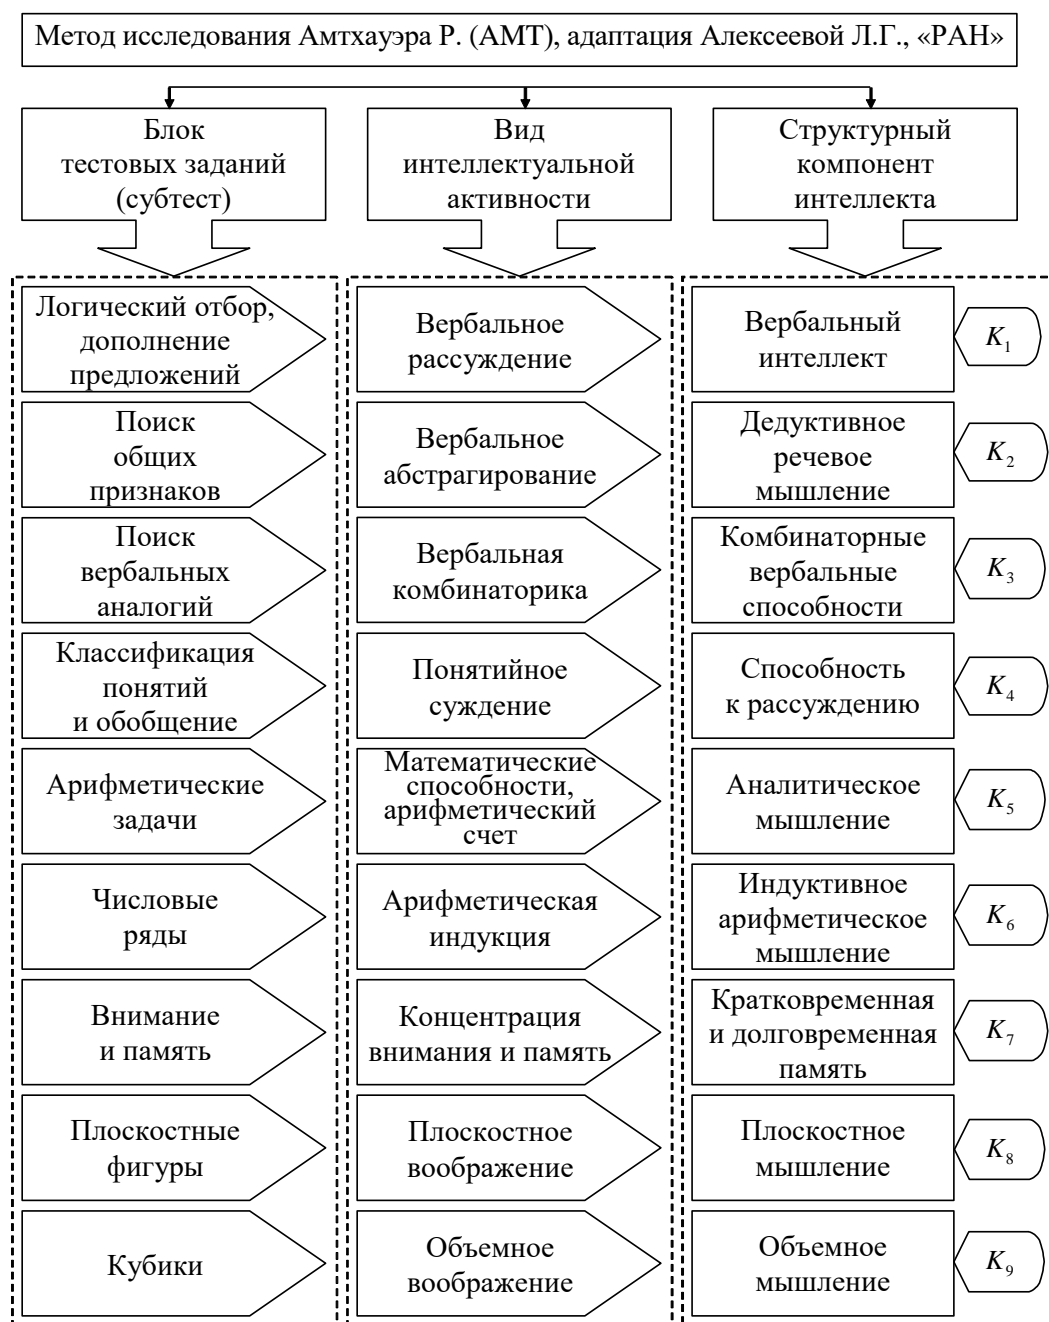 Метод исследования Амтхауэра Р. (АМТ), адаптация Алексеевой Л.Г., «РАН»
Блок
тестовых заданий
(субтест)
Вид
интеллектуальной
активности
Структурный
компонент
интеллекта
Логический отбор,
дополнение
предложений
Вербальное
рассуждение
Вербальный
интеллект
K1
Поиск
общих
признаков
Вербальное
абстрагирование
Дедуктивное
речевое
мышление
K2
Поиск
вербальных
аналогий
Вербальная
комбинаторика
Комбинаторные
вербальные
способности
K3
Классификация
понятий
и обобщение
Понятийное
суждение
Способность
к рассуждению
K4
Арифметические
задачи
Математические
способности,
арифметический
счет
Аналитическое
мышление
K5
Числовые
ряды
Арифметическая
индукция
Индуктивное
арифметическое
мышление
K6
Внимание
и память
Концентрация
внимания и память
Кратковременная
и долговременная
память
K7
Плоскостные
фигуры
Плоскостное
воображение
Плоскостное
мышление
K8
Кубики
Объемное
воображение
Объемное
мышление
K9